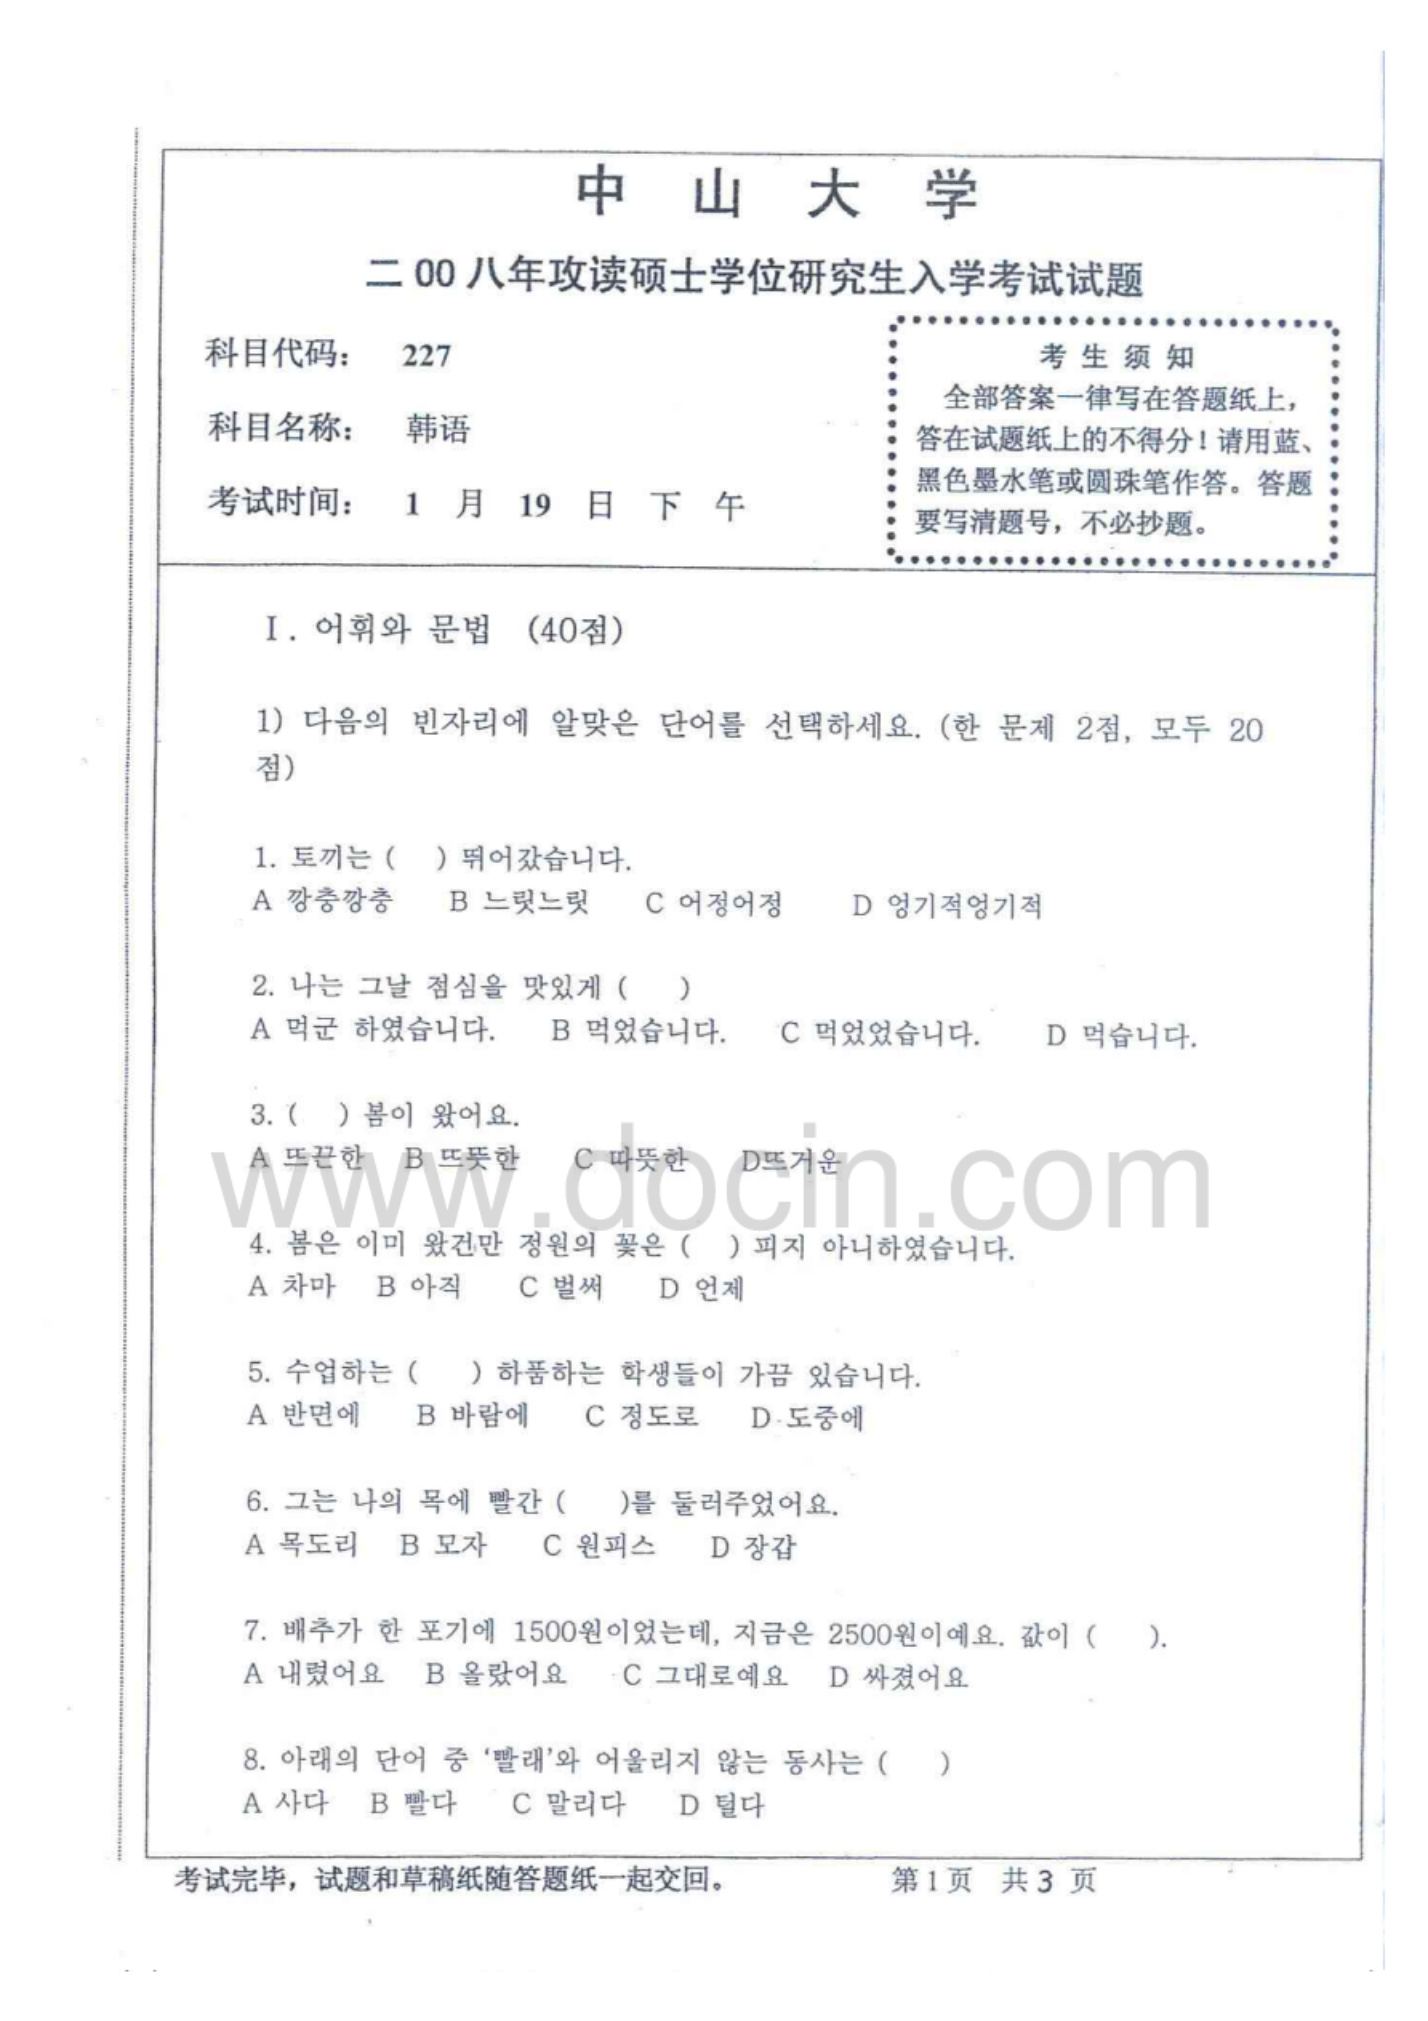 中 山 大 学
二00八年攻读硕士学位研究生入学考试试题
科目代码： 227
科目名称： 韩语
考试时间： 1 月 19 日 下 午
考 生 须 知
全部答案一律写在答题纸上，
答在试题纸上的不得分！请用蓝、
黑色墨水笔或圆珠笔作答。答题
要写清题号，不必抄题。
Ⅰ. 어휘와 문법 (40점)
1) 다음의 빈자리에 알맞은 단어를 선택하세요. (한 문제 2점, 모두 20
점)
1. 토끼는 ( ) 뛰어갔습니다.
A 깡충깡충 B 느릿느릿 C 어정어정 D 엉기적엉기적
2. 나는 그날 점심을 맛있게 ( )
A 먹군 하였습니다. B 먹었습니다. C 먹었었습니다. D 먹습니다.
3. ( ) 봄이 왔어요.
A 뜨끈한 B 뜨뜻한 C 따뜻한 D뜨거운
4. 봄은 이미 왔건만 정원의 꽃은 ( ) 피지 아니하였습니다.
A 차마 B 아직 C 벌써 D 언제
5. 수업하는 ( ) 하품하는 학생들이 가끔 있습니다.
A 반면에 B 바람에 C 정도로 D 도중에
6. 그는 나의 목에 빨간 ( )를 둘러주었어요.
A 목도리 B 모자 C 원피스 D 장갑
7. 배추가 한 포기에 1500원이었는데, 지금은 2500원이예요. 값이 ( ).
A 내렸어요 B 올랐어요 C 그대로예요 D 싸졌어요
8. 아래의 단어 중 ‘빨래’와 어울리지 않는 동사는 ( )
A 사다 B 빨다 C 말리다 D 털다
考试完毕，试题和草稿纸随答题纸一起交回。 第 1 页 共 3 页
www.docin.com